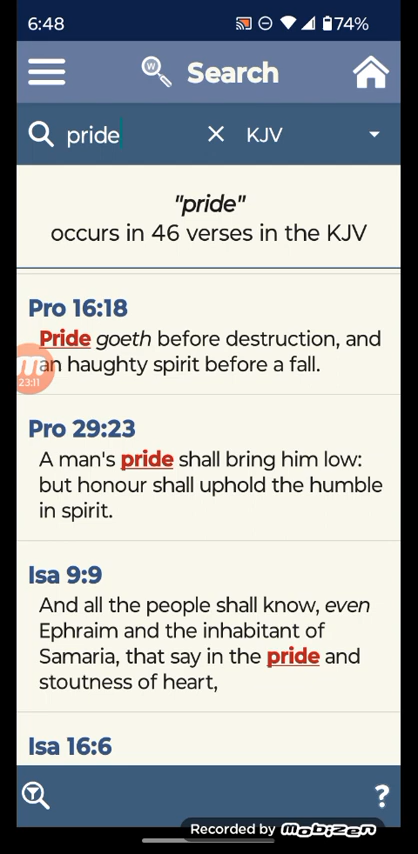 6:48
74%
W
Search
pride
KJV
"pride"
occurs in 46 verses in the KJV
Pro 16:18
Pride goeth before destruction, and
an haughty spirit before a fall.
m
23:11
Pro 29:23
A man's pride shall bring him low:
but honour shall uphold the humble
in spirit.
Isa 9:9
And all the people shall know, even
Ephraim and the inhabitant of
Samaria, that say in the pride and
stoutness of heart,
Isa 16:6
?
Recorded by mobizen